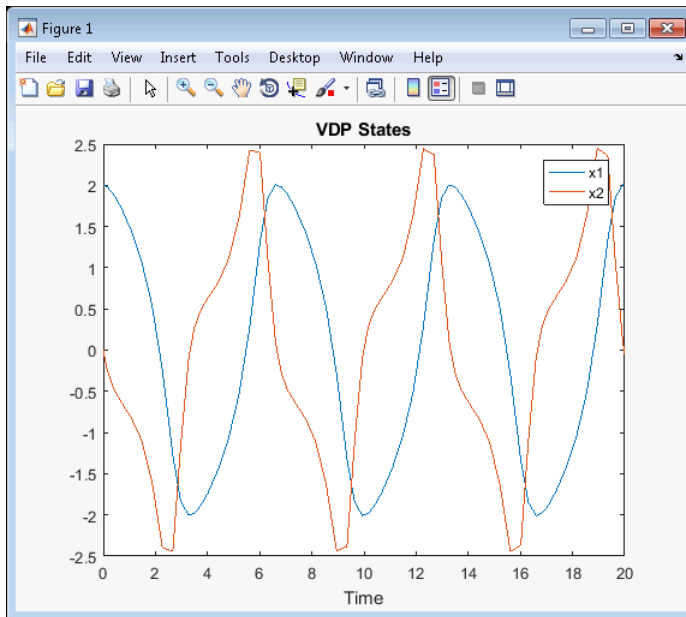 Figure 1
File Edit View Insert Tools Desktop Window Help
VDP States
x1
x2
2.5
2
1.5
1
0.5
0
-0.5
-1
-1.5
-2
-2.5
0 2 4 6 8 10 12 14 16 18 20
Time